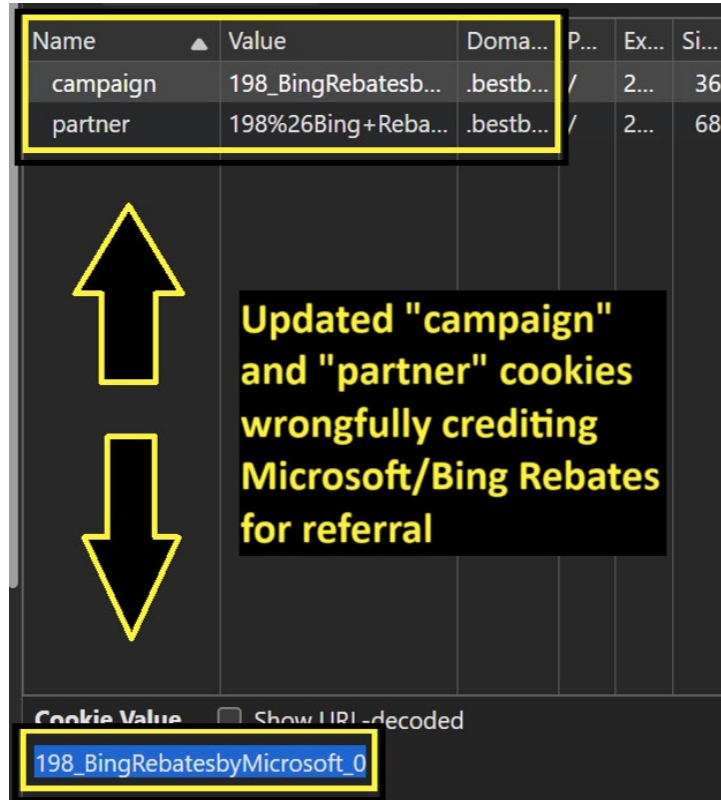 Name Value Doma... P... Ex... Si...
campaign 198_BingRebatesb... .bestb... / 2... 36
partner 198%26Bing+Reba... .bestb... / 2... 68
Updated "campaign"
and "partner" cookies
wrongfully crediting
Microsoft/Bing Rebates
for referral
Cookie Value Show URL-decoded
198_BingRebatesbyMicrosoft_0